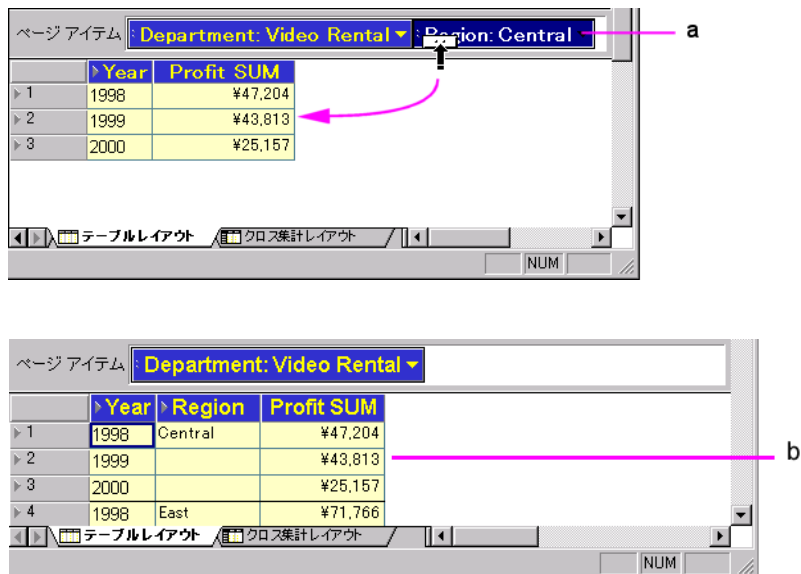 ページ アイテム Department: Video Rental Region: Central a
Year Profit SUM
1 1998 ¥47,204
2 1999 ¥43,813
3 2000 ¥25,157
テーブルレイアウト クロス集計レイアウト
NUM
ページ アイテム Department: Video Rental
Year Region Profit SUM
1 1998 Central ¥47,204
2 1999 ¥43,813 b
3 2000 ¥25,157
4 1998 East ¥71,766
テーブルレイアウト クロス集計レイアウト
NUM